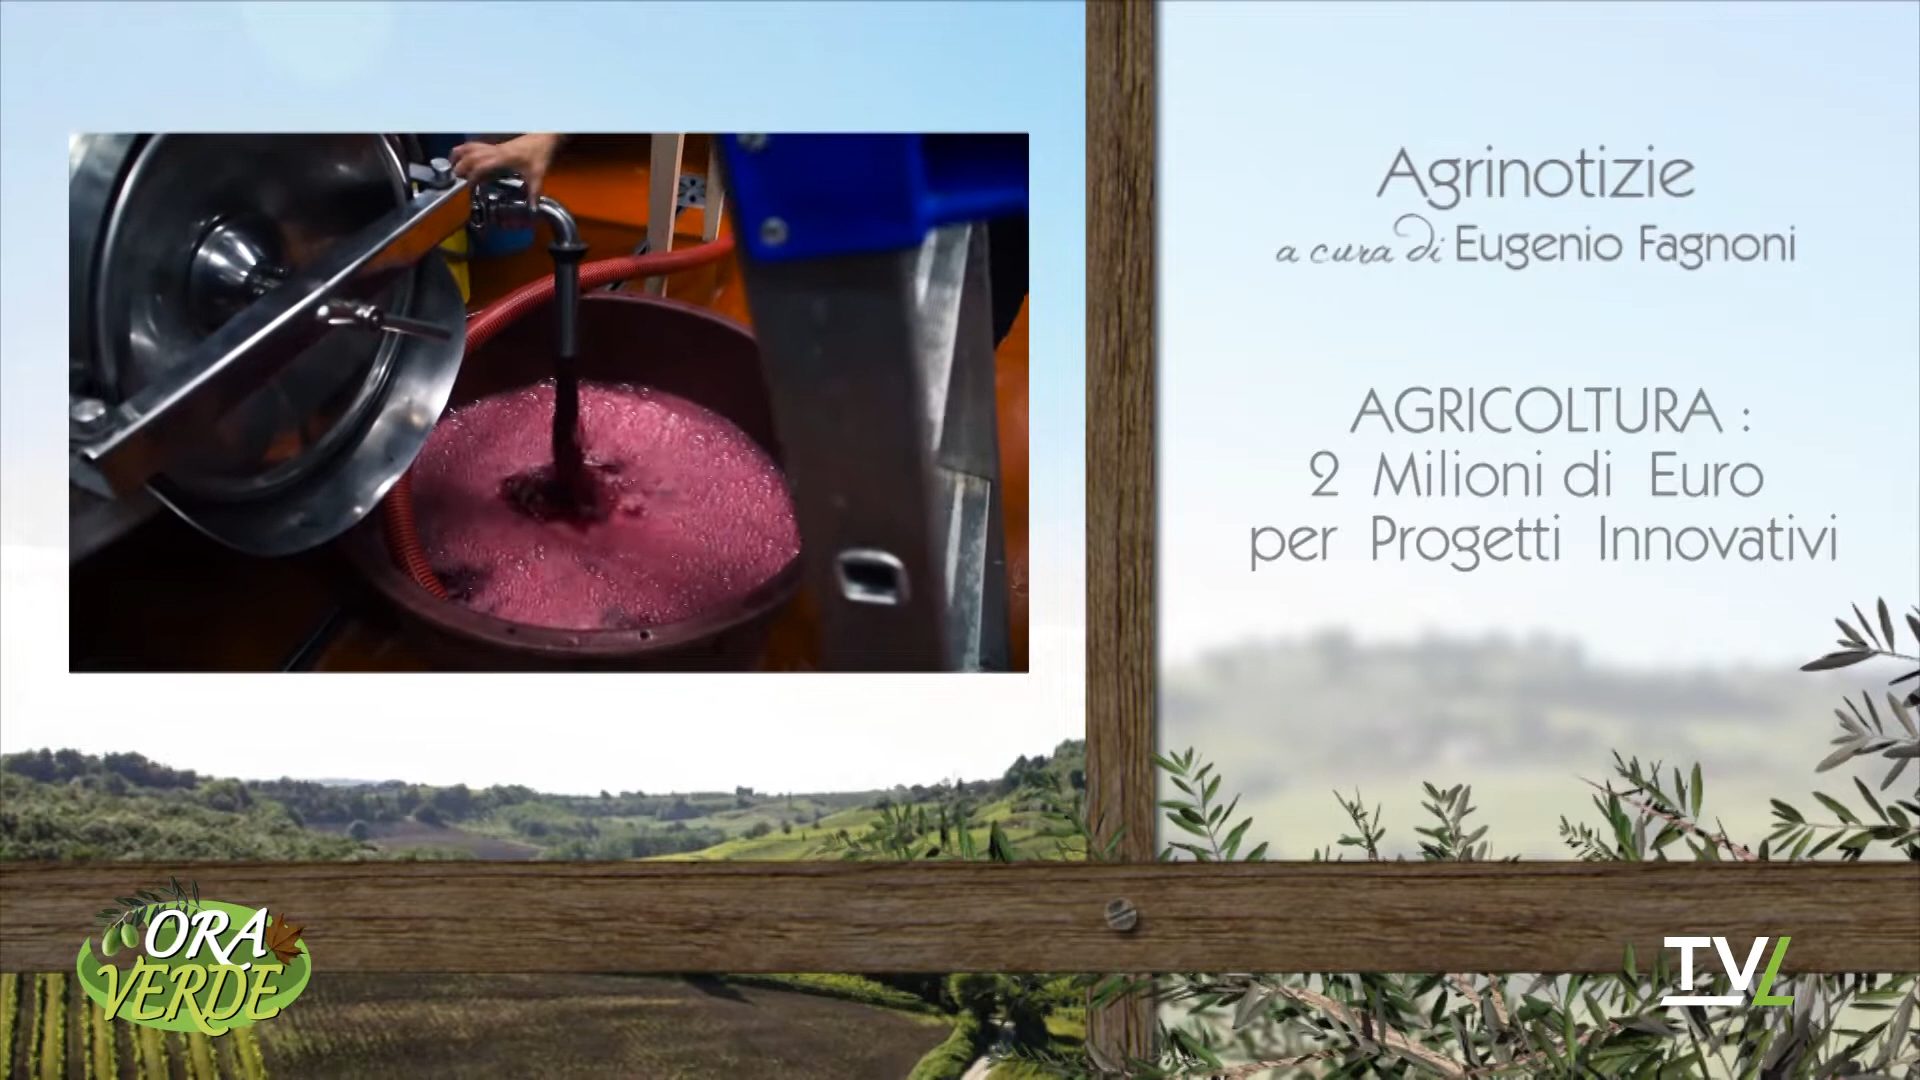 Agrinotizie
a cura di Eugenio Fagnoni
AGRICOLTURA :
2 Milioni di Euro
per Progetti Innovativi
ORA
VERDE
TVL